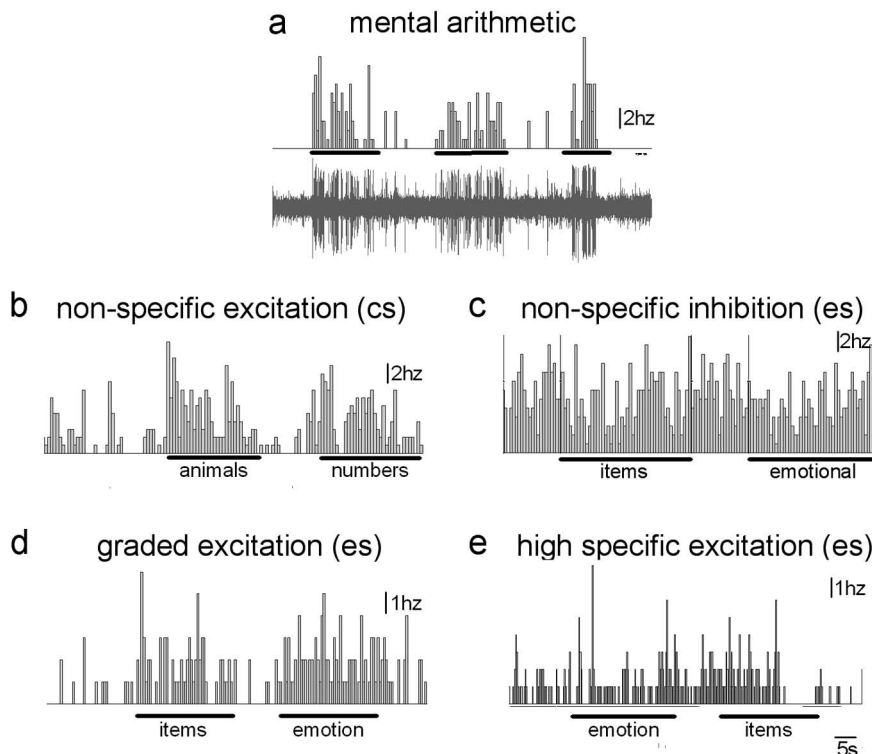 a mental arithmetic
2hz
b non-specific excitation (cs)
2hz
animals numbers
c non-specific inhibition (es)
2hz
items emotional
d graded excitation (es)
1hz
items emotion
e high specific excitation (es)
1hz
emotion items
5s